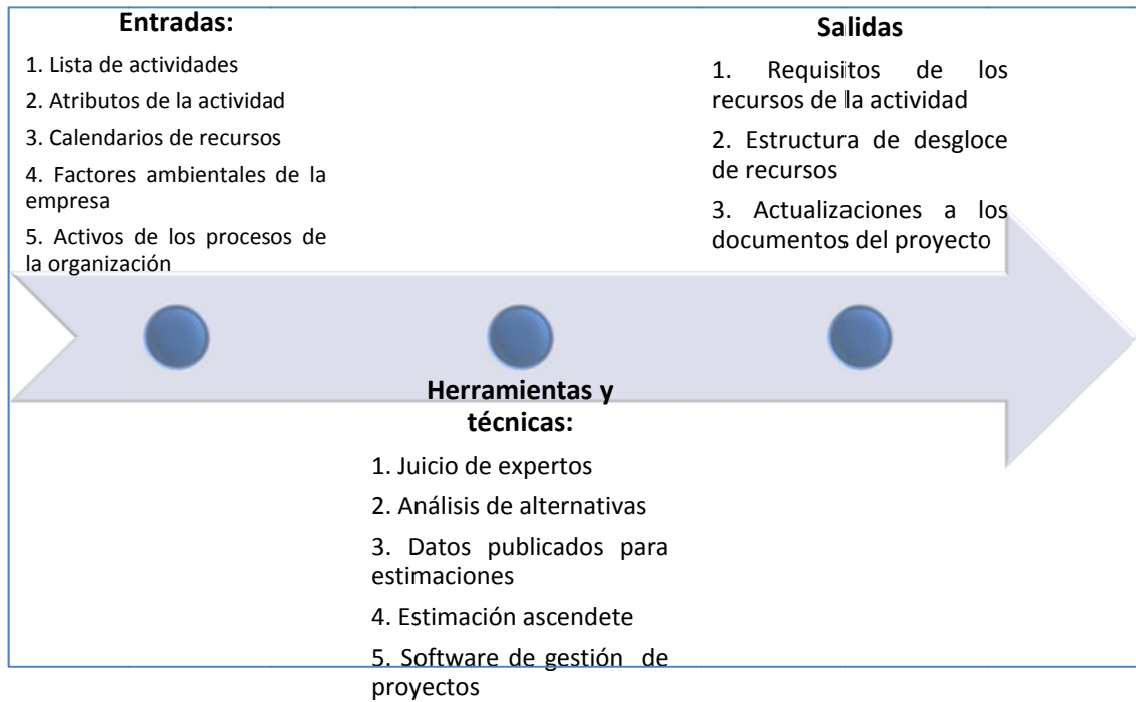 Entradas:
1. Lista de actividades
2. Atributos de la actividad
3. Calendarios de recursos
4. Factores ambientales de la
empresa
5. Activos de los procesos de
la organización
Herramientas y
técnicas:
1. Juicio de expertos
2. Análisis de alternativas
3. Datos publicados para
estimaciones
4. Estimación ascendete
5. Software de gestión de
proyectos
Salidas
1. Requisitos de los
recursos de la actividad
2. Estructura de desgloce
de recursos
3. Actualizaciones a los
documentos del proyecto